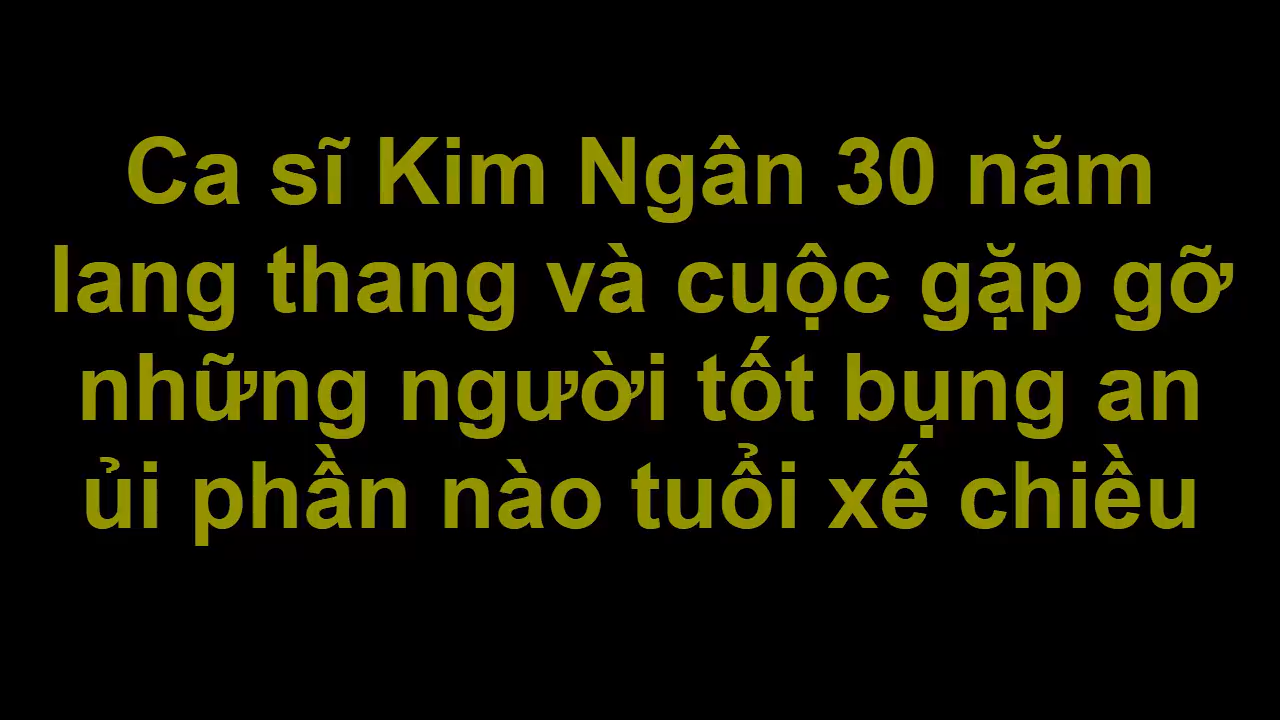 Ca sĩ Kim Ngân 30 năm
lang thang và cuộc gặp gỡ
những người tốt bụng an
ủi phần nào tuổi xế chiều